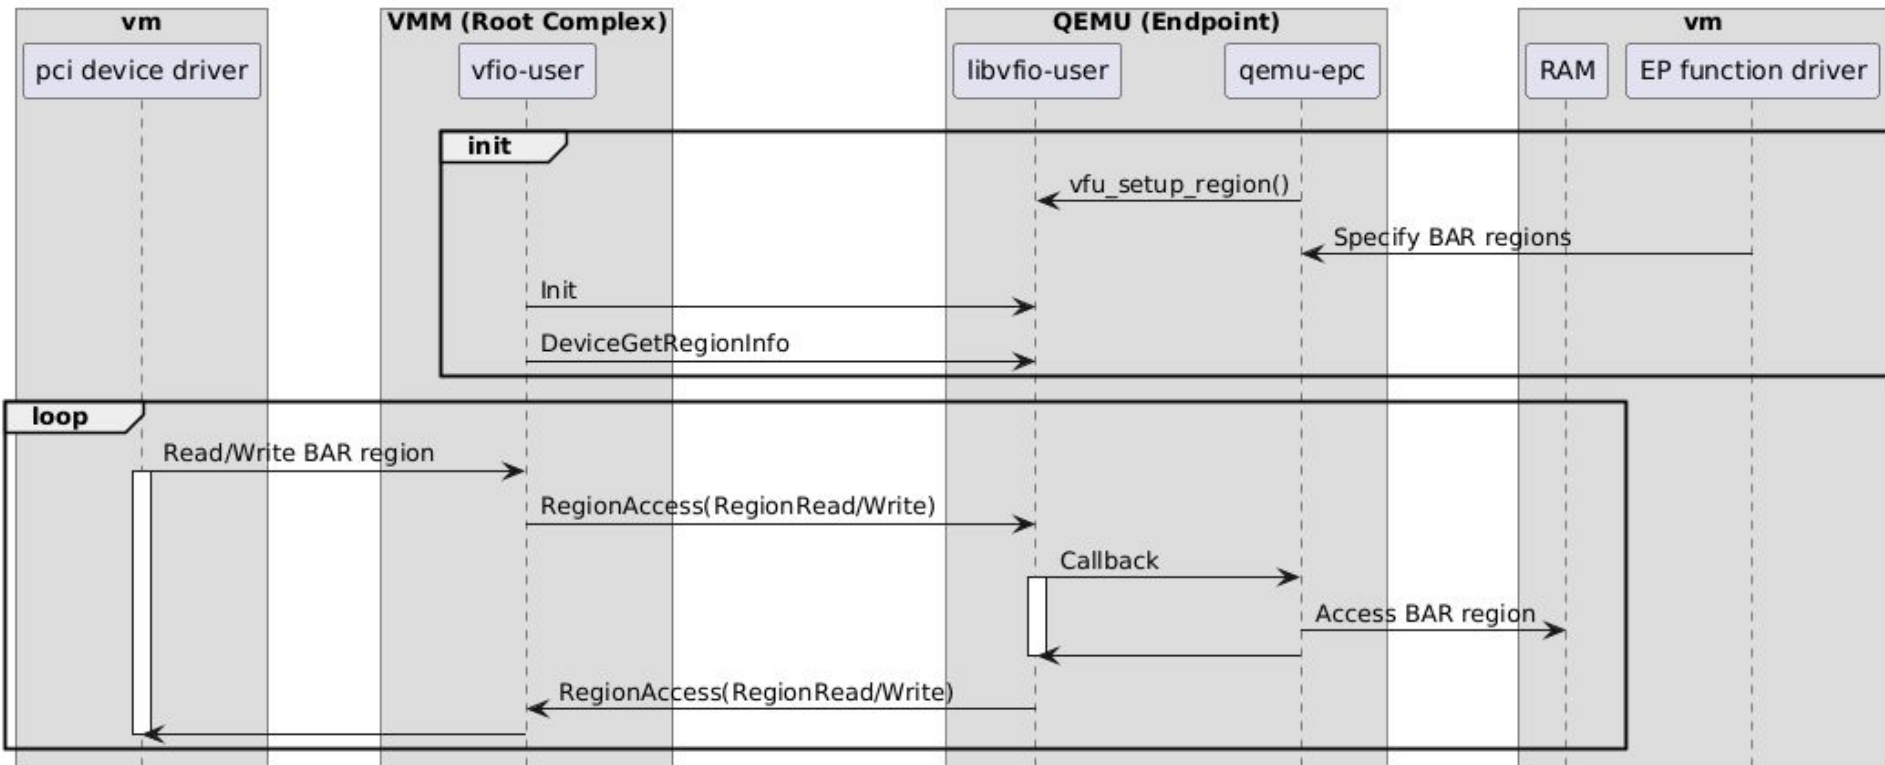 vm
VMM (Root Complex)
QEMU (Endpoint)
vm
pci device driver
vfio-user
libvfio-user
qemu-epc
RAM
EP function driver
init
vfu_setup_region()
Specify BAR regions
Init
DeviceGetRegionInfo
loop
Read/Write BAR region
RegionAccess(RegionRead/Write)
Callback
Access BAR region
RegionAccess(RegionRead/Write)